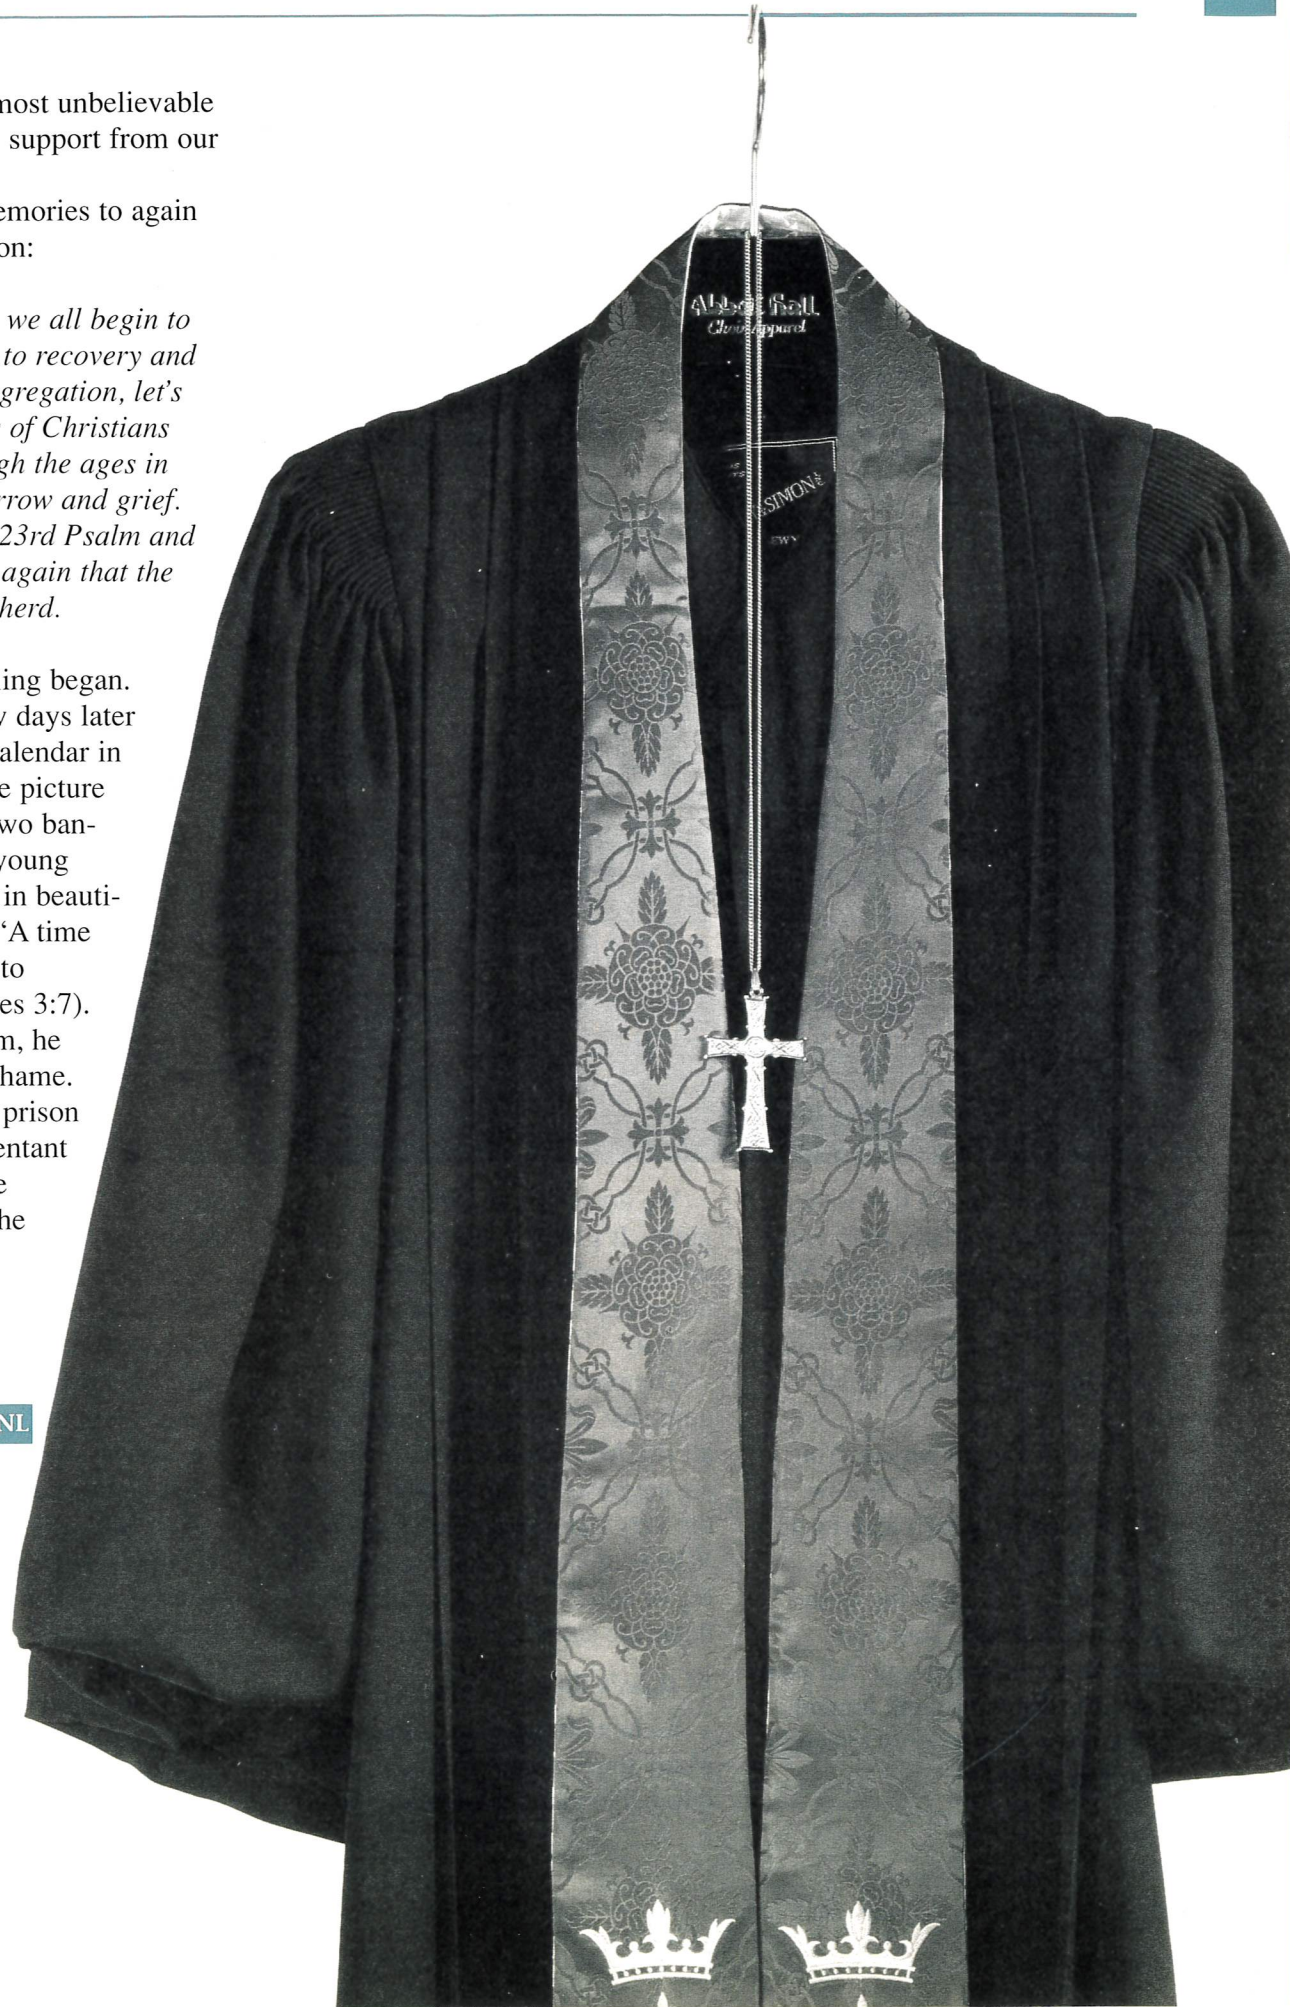 most unbelievable
support from our
emories to again
on:
we all begin to
to recovery and
gregation, let's
of Christians
gh the ages in
rrow and grief.
23rd Psalm and
again that the
herd.
ing began.
days later
alendar in
e picture
wo ban-
young
in beauti-
"A time
to
es 3:7).
m, he
hame.
prison
entant
e
he
NL
Abbot Hall
Choir Apparel
SIMON